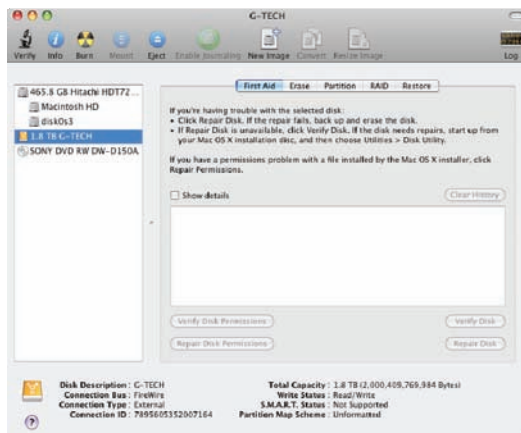 G-TECH
Verify Info Burn Mount Eject Enable Journaling New Image Convert Resize Image Log
First Aid Erase Partition RAID Restore
465.8 GB Hitachi HDT72...
Macintosh HD
disk0s3
1.8 TB G-TECH
SONY DVD RW DW-D150A
If you're having trouble with the selected disk:
• Click Repair Disk. If the repair fails, back up and erase the disk.
• If Repair Disk is unavailable, click Verify Disk. If the disk needs repairs, start up from
your Mac OS X installation disc, and then choose Utilities > Disk Utility.
If you have a permissions problem with a file installed by the Mac OS X installer, click
Repair Permissions.
Show details
Clear History
Verify Disk Permissions
Verify Disk
Repair Disk Permissions
Repair Disk
Disk Description : G-TECH
Connection Bus : FireWire
Connection Type : External
Connection ID : 7895605352007164
Total Capacity : 1.8 TB (2,000,409,769,984 Bytes)
Write Status : Read/Write
S.M.A.R.T. Status : Not Supported
Partition Map Scheme : Unformatted
?